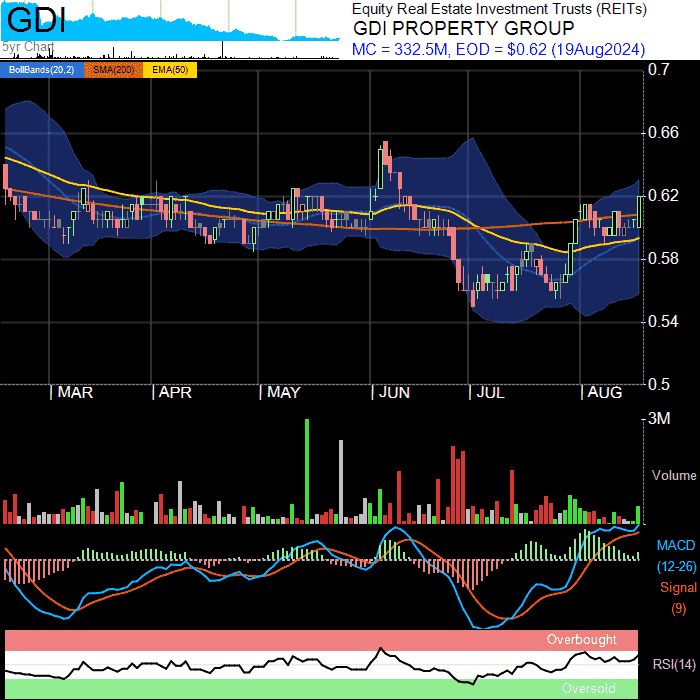 GDI
5yr Chart
Equity Real Estate Investment Trusts (REITs)
GDI PROPERTY GROUP
MC = 332.5M, EOD = $0.62 (19Aug2024)
BollBands(20,2) SMA(200) EMA(50)
0.7
0.66
0.62
0.58
0.54
0.5
MAR APR MAY JUN JUL AUG
3M
Volume
MACD
(12-26)
Signal
(9)
Overbought
RSI(14)
Oversold